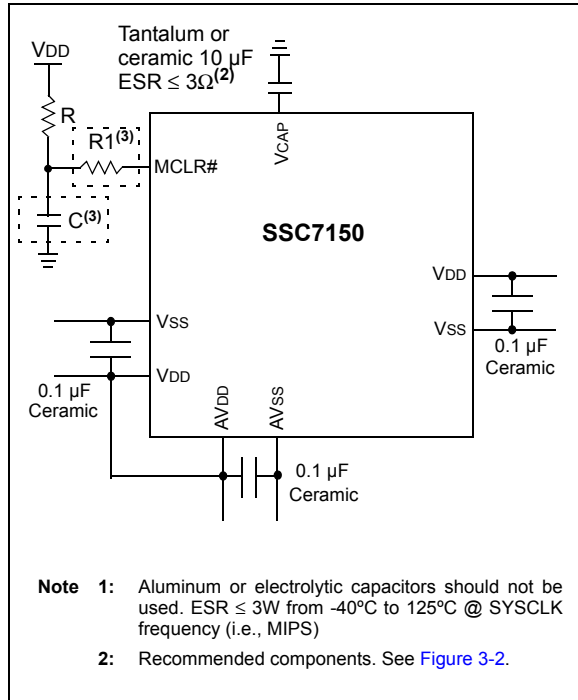 Tantalum or
ceramic 10 µF
ESR ≤ 3Ω(2)
VDD
R
R1(3)
MCLR#
VCAP
C(3)
SSC7150
VDD
VSS
0.1 µF
Ceramic
VSS
VDD
0.1 µF
Ceramic
AVDD
AVSS
0.1 µF
Ceramic
Note 1: Aluminum or electrolytic capacitors should not be
used. ESR ≤ 3W from -40ºC to 125ºC @ SYSCLK
frequency (i.e., MIPS)
2: Recommended components. See Figure 3-2.